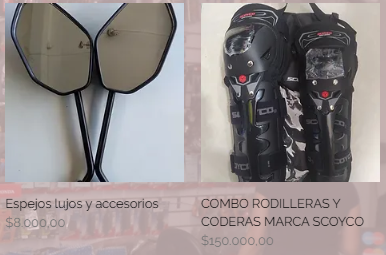 Espejos lujos y accesorios
$8.000,00
COMBO RODILLERAS Y
CODERAS MARCA SCOYCO
$150.000,00